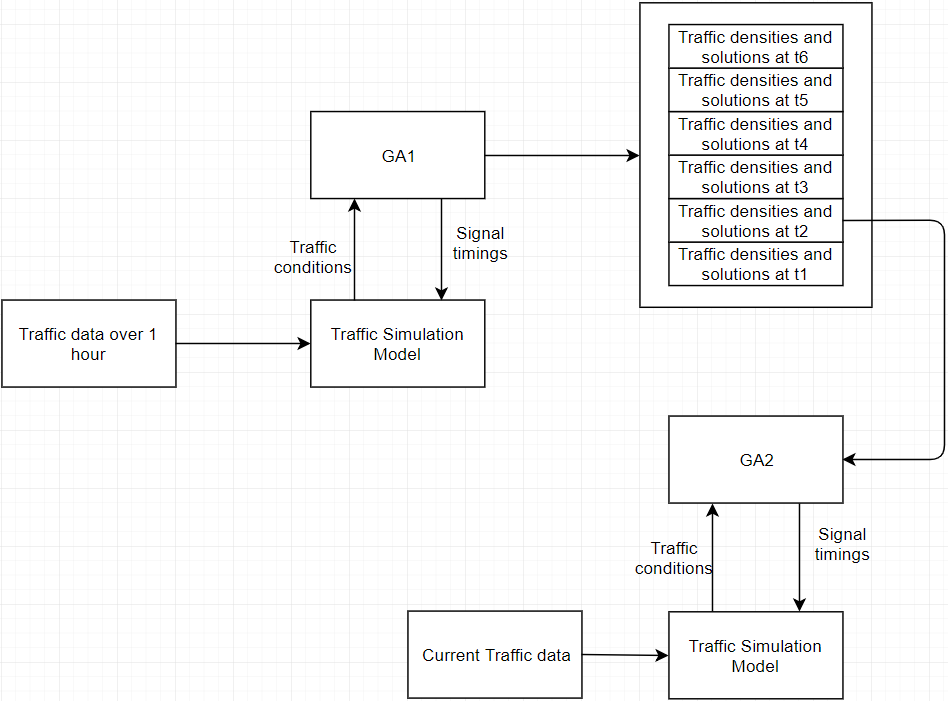 Traffic densities and
solutions at t6
Traffic densities and
solutions at t5
Traffic densities and
solutions at t4
Traffic densities and
solutions at t3
Traffic densities and
solutions at t2
Traffic densities and
solutions at t1
GA1
Traffic
conditions
Signal
timings
Traffic data over 1
hour
Traffic Simulation
Model
GA2
Traffic
conditions
Signal
timings
Current Traffic data
Traffic Simulation
Model